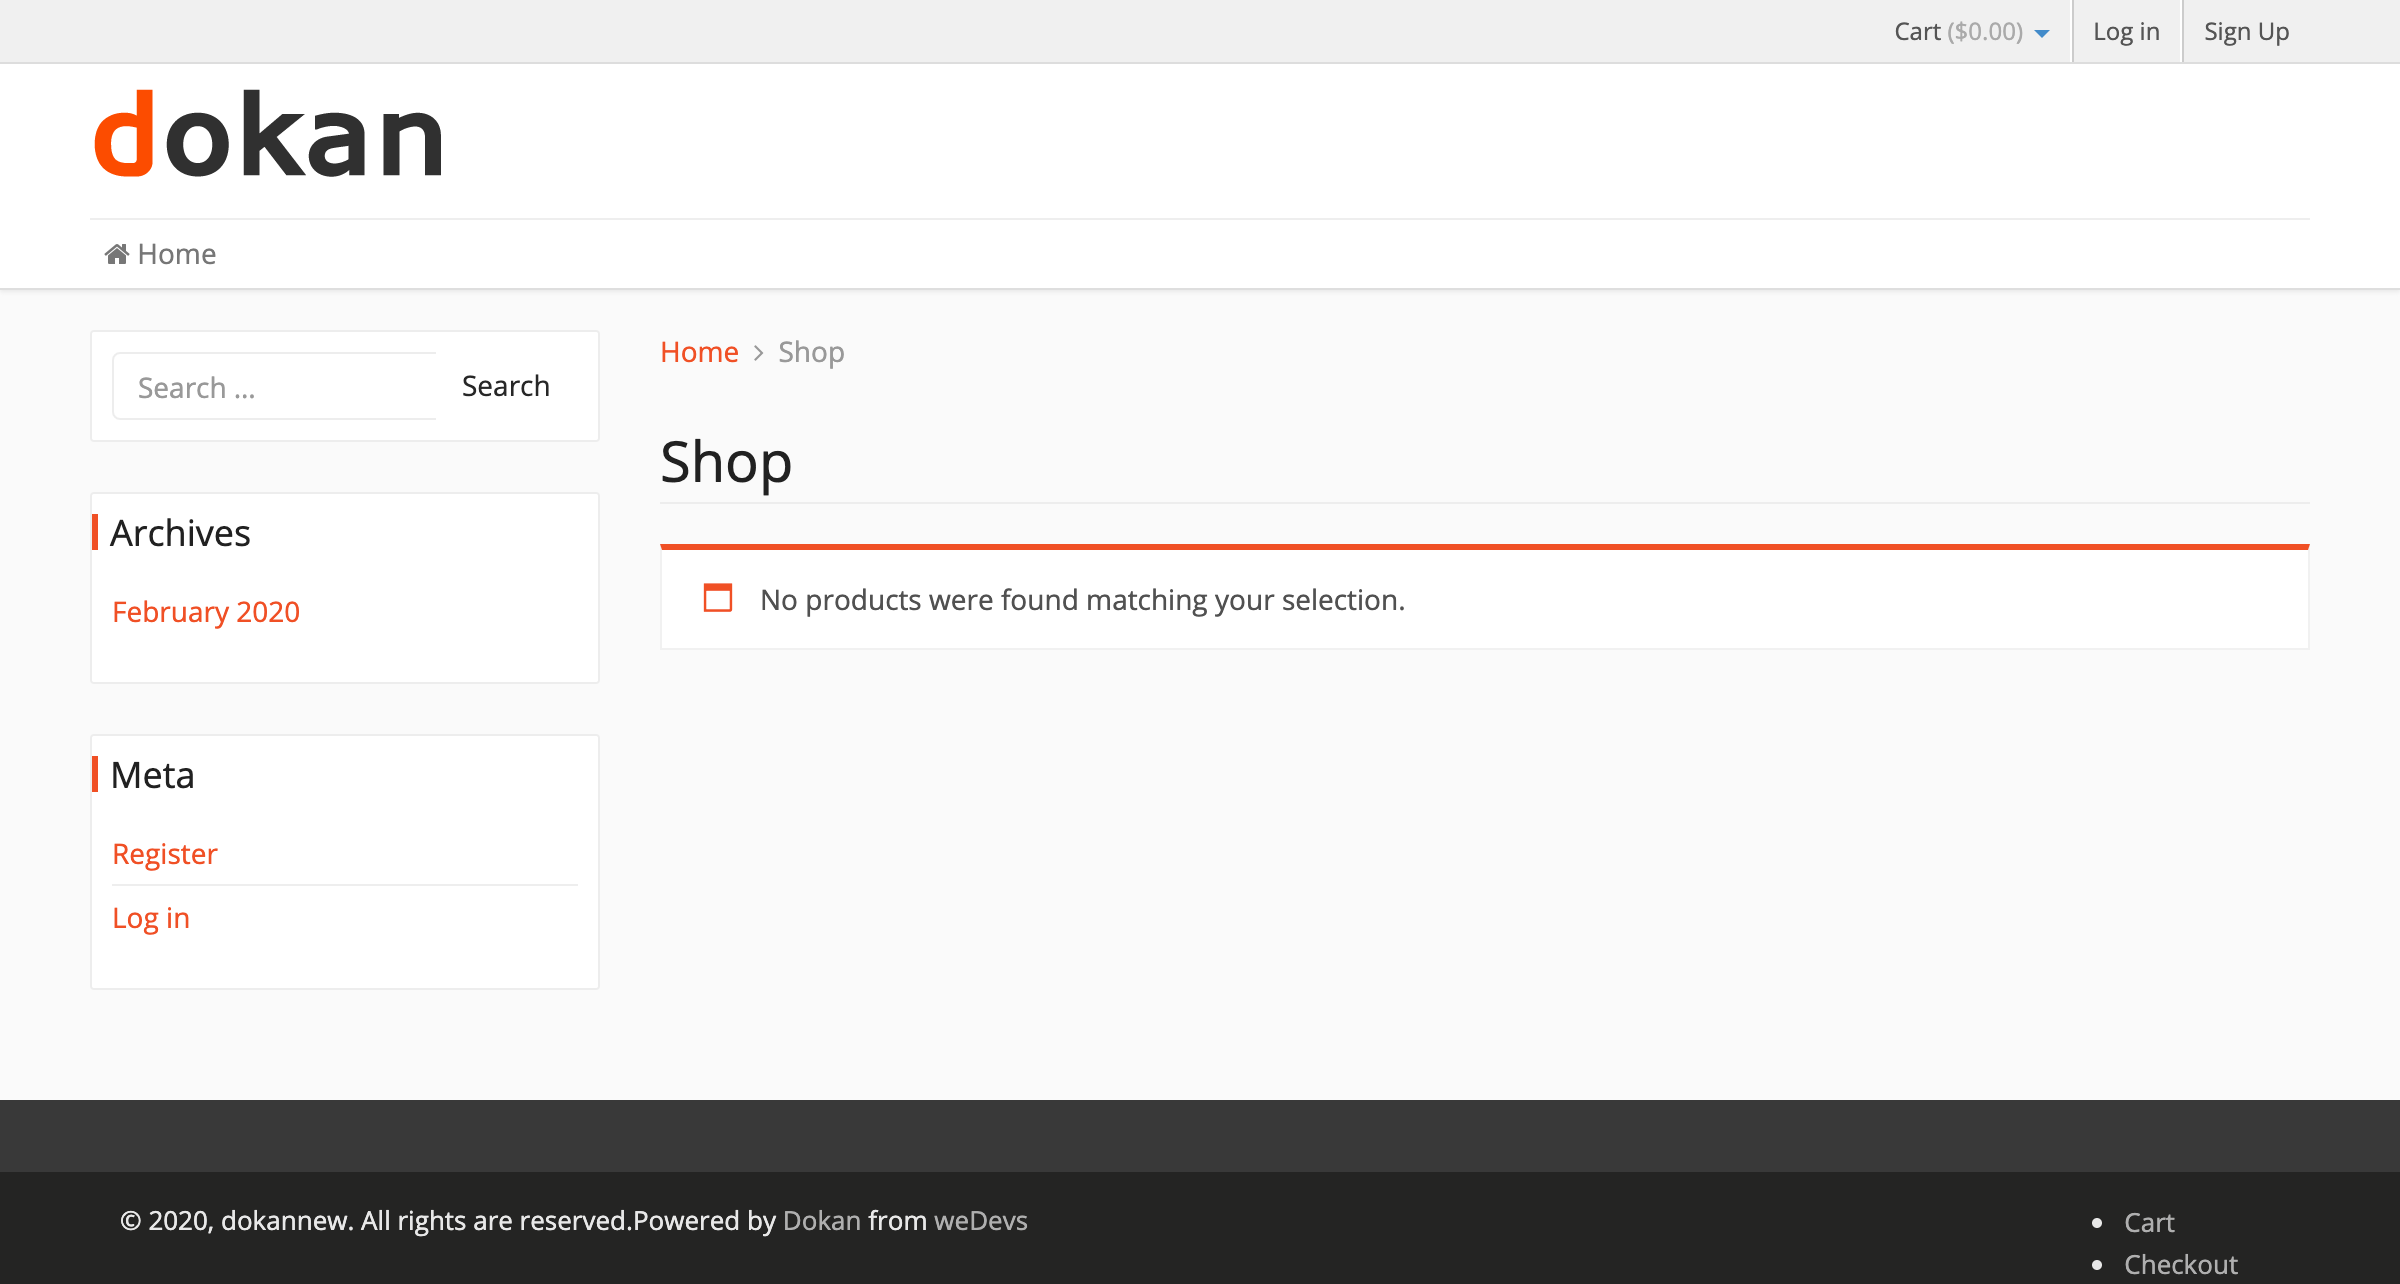 Cart ($0.00)
Log in
Sign Up
dokan
Home
Search ...
Search
Archives
February 2020
Meta
Register
Log in
Home > Shop
Shop
No products were found matching your selection.
© 2020, dokannew. All rights are reserved.Powered by Dokan from weDevs
• Cart
• Checkout